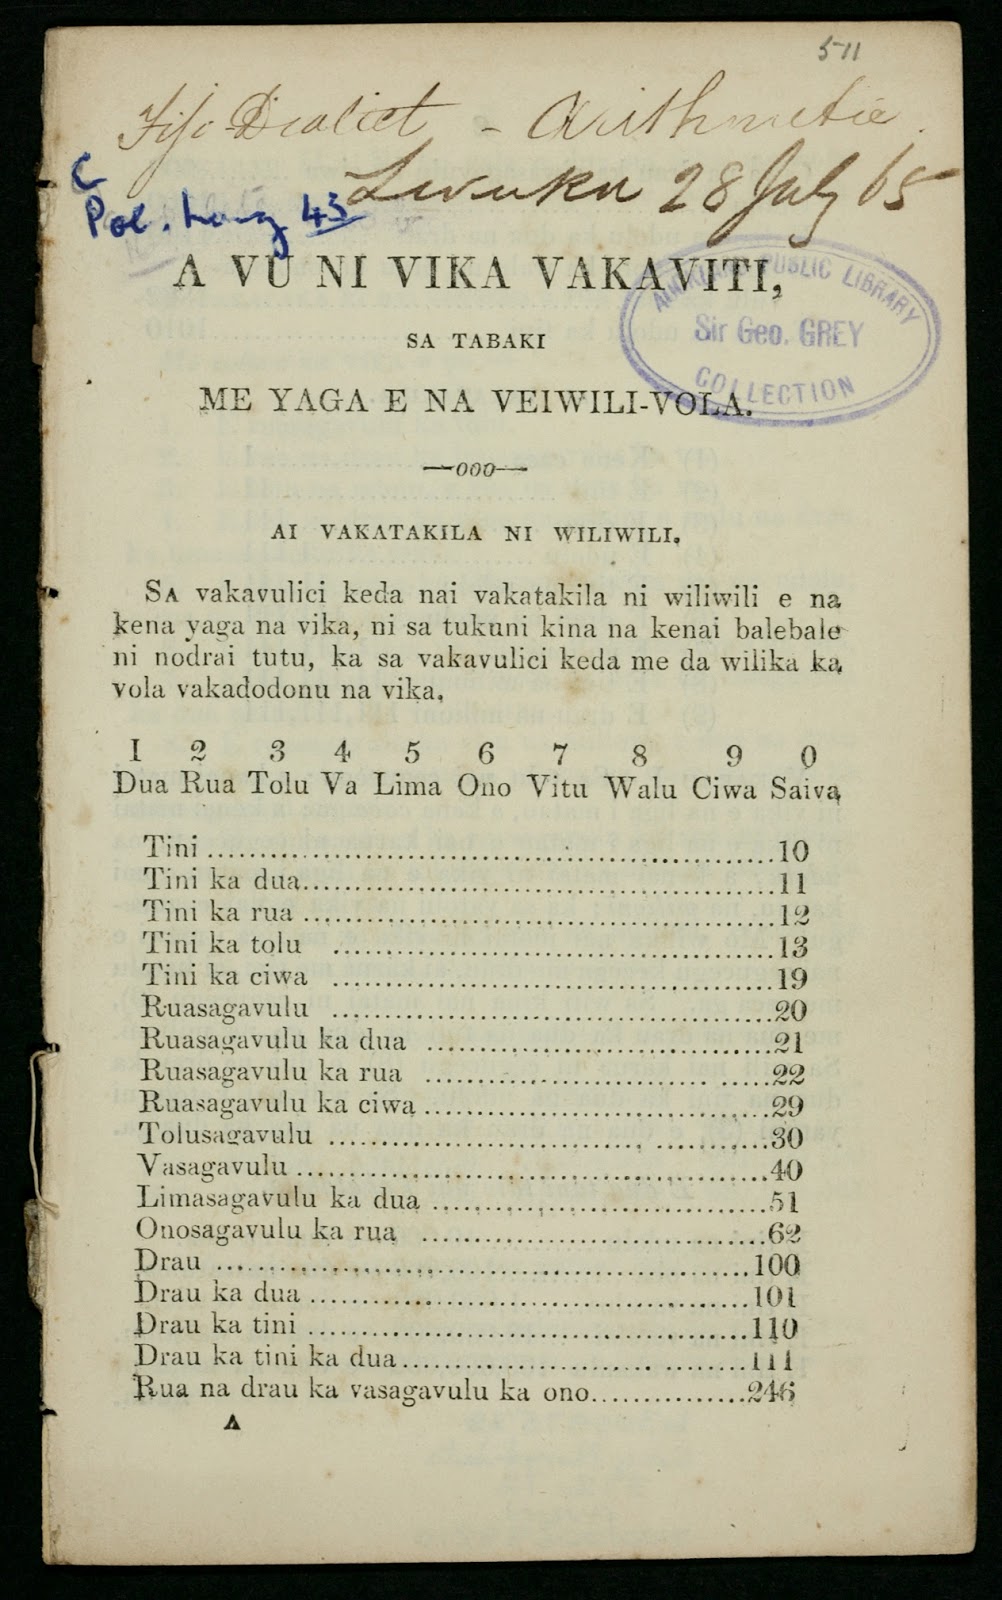 511
Fiji Dialict - Arithmetic.
Levuka 28 July 65
C
Pol. Lang 43
AUCKLAND PUBLIC LIBRARY
Sir Geo. GREY
COLLECTION
A VU NI VIKA VAKAVITI,
SA TABAKI
ME YAGA E NA VEIWILI-VOLA.
—ooo—
AI VAKATAKILA NI WILIWILI.
SA vakavulici keda nai vakatakila ni wiliwili e na
kena yaga na vika, ni sa tukuni kina na kenai balebale
ni nodrai tutu, ka sa vakavulici keda me da wilika ka
vola vakadodonu na vika.
1 2 3 4 5 6 7 8 9 0
Dua Rua Tolu Va Lima Ono Vitu Walu Ciwa Saiva
Tini ........................ 10
Tini ka dua ........................ 11
Tini ka rua ........................ 12
Tini ka tolu ........................ 13
Tini ka ciwa ........................ 19
Ruasagavulu ........................ 20
Ruasagavulu ka dua ........................ 21
Ruasagavulu ka rua ........................ 22
Ruasagavulu ka ciwa ........................ 29
Tolusagavulu ........................ 30
Vasagavulu ........................ 40
Limasagavulu ka dua ........................ 51
Onosagavulu ka rua ........................ 62
Drau ........................ 100
Drau ka dua ........................ 101
Drau ka tini ........................ 110
Drau ka tini ka dua ........................ 111
Rua na drau ka vasagavulu ka ono ........................ 246
A